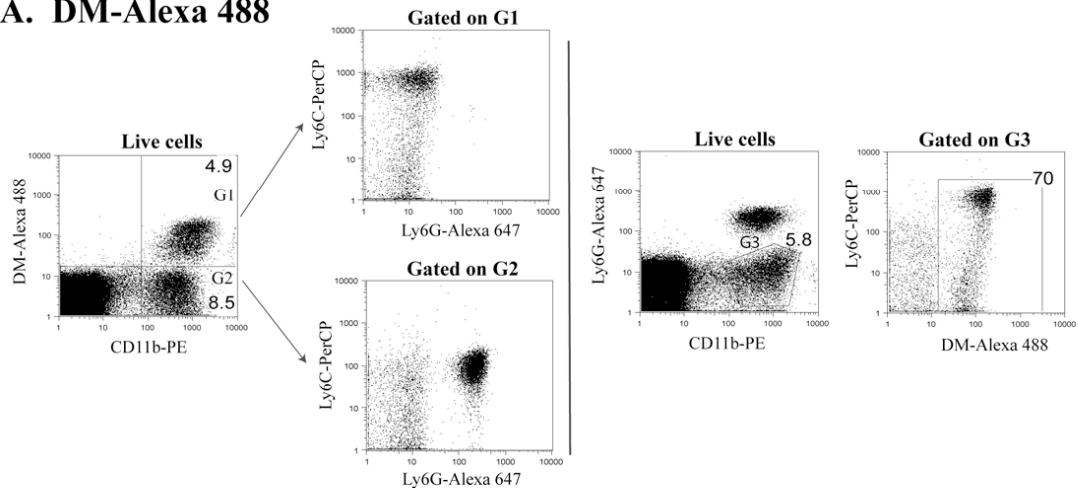 A. DM-Alexa 488
Gated on G1
10000
1000
100
10
1
Ly6C-PerCP
1 10 100 1000 10000
Ly6G-Alexa 647
Live cells
10000
1000
100
10
1
DM-Alexa 488
4.9
G1
G2
8.5
1 10 100 1000 10000
CD11b-PE
Gated on G2
10000
1000
100
10
1
Ly6C-PerCP
1 10 100 1000 10000
Ly6G-Alexa 647
Live cells
10000
1000
100
10
1
Ly6G-Alexa 647
G3 5.8
1 10 100 1000 10000
CD11b-PE
Gated on G3
10000
1000
100
10
1
Ly6C-PerCP
70
1 10 100 1000 10000
DM-Alexa 488